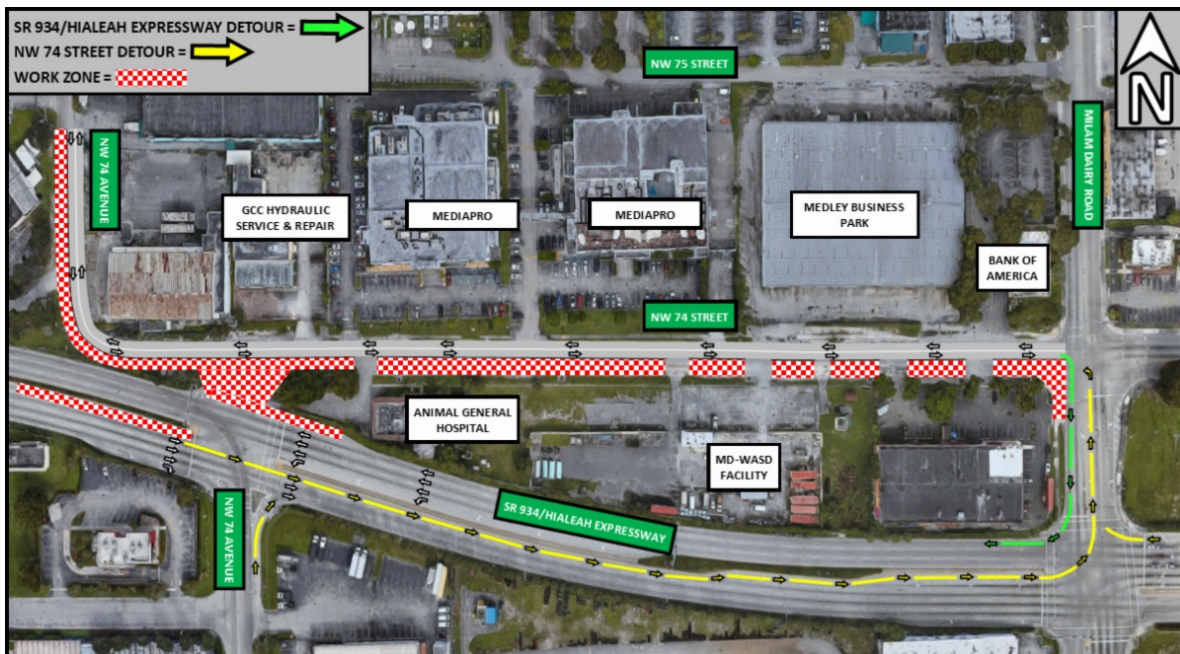 SR 934/HIALEAH EXPRESSWAY DETOUR =
NW 74 STREET DETOUR =
WORK ZONE =
N
NW 75 STREET
MILAM DAIRY ROAD
NW 74 AVENUE
GCC HYDRAULIC
SERVICE & REPAIR
MEDIAPRO
MEDIAPRO
MEDLEY BUSINESS
PARK
BANK OF
AMERICA
NW 74 STREET
ANIMAL GENERAL
HOSPITAL
MD-WASD
FACILITY
SR 934/HIALEAH EXPRESSWAY
NW 74 AVENUE